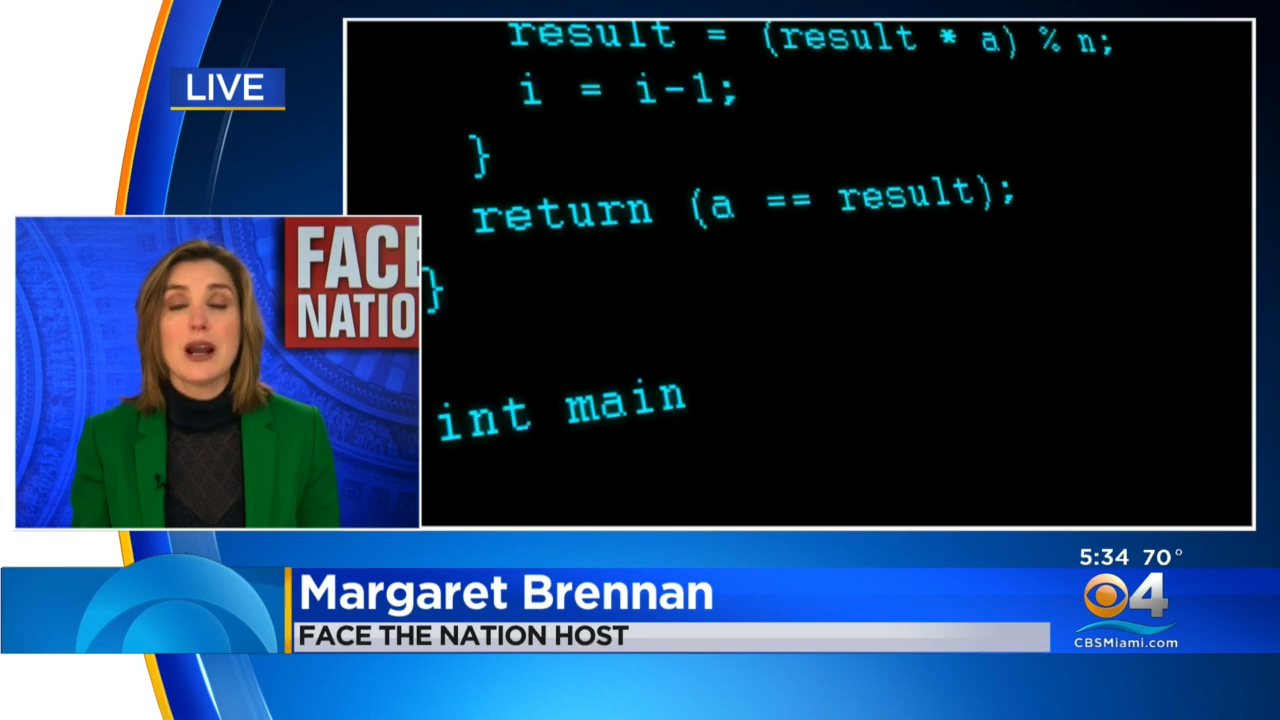 LIVE
result = (result * a) % n;
i = i-1;
}
return (a == result);
}
int main
FACE
NATIO
Margaret Brennan
FACE THE NATION HOST
5:34 70°
4
CBSMiami.com